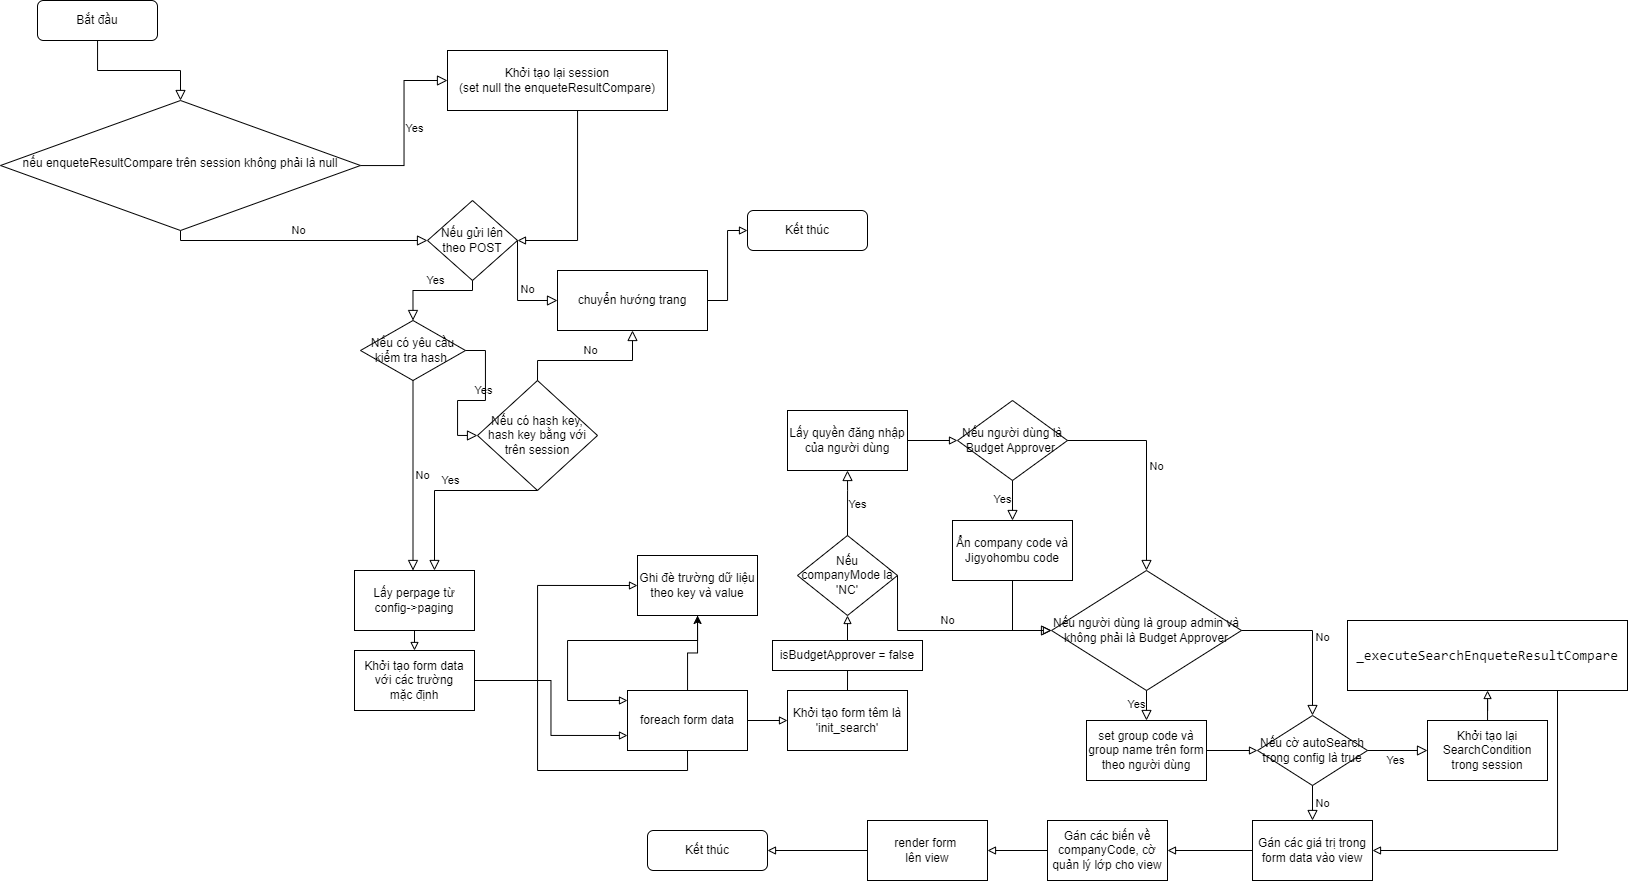 Bắt đầu
Khởi tạo lại session
(set null the enqueteResultCompare)
Yes
nếu enqueteResultCompare trên session không phải là null
No
Nếu gửi lên
theo POST
Kết thúc
Yes
No
chuyển hướng trang
Nếu có yêu cầu
kiểm tra hash
No
Yes
Nếu có hash key,
hash key bằng với
trên session
No
Yes
Lấy perpage từ
config->paging
Khởi tạo form data
với các trường
mặc định
Ghi đè trường dữ liệu
theo key và value
foreach form data
Khởi tạo form têm là
'init_search'
isBudgetApprover = false
Nếu
companyMode là
'NC'
Yes
No
Lấy quyền đăng nhập
của người dùng
Nếu người dùng là
Budget Approver
No
Yes
Ẩn company code và
Jigyohombu code
Nếu người dùng là group admin và
không phải là Budget Approver
No
Yes
set group code và
group name trên form
theo người dùng
Nếu cờ autoSearch
trong config là true
Yes
Khởi tạo lại
SearchCondition
trong session
_executeSearchEnqueteResultCompare
No
Gán các giá trị trong
form data vào view
Gán các biến về
companyCode, cờ
quản lý lớp cho view
render form
lên view
Kết thúc